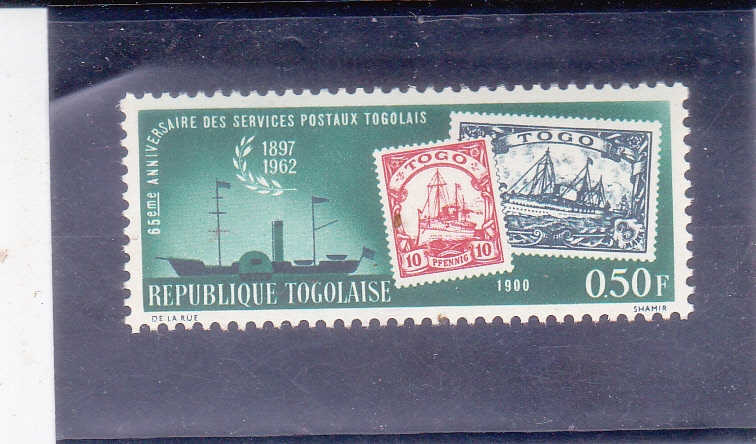 65ème ANNIVERSAIRE DES SERVICES POSTAUX TOGOLAIS
1897
1962
TOGO
10 10
PFENNIG
TOGO
REPUBLIQUE TOGOLAISE
1900
0.50F
DE LA RUE
SHAMIR